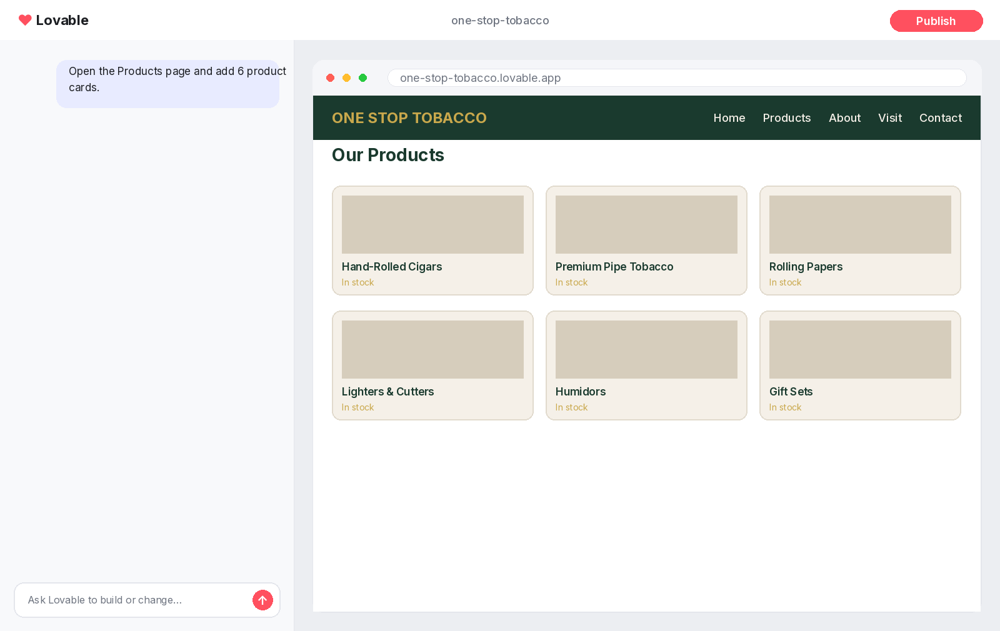 Lovable
one-stop-tobacco
Publish
Open the Products page and add 6 product
cards.
one-stop-tobacco.lovable.app
ONE STOP TOBACCO
Home Products About Visit Contact
Our Products
Hand-Rolled Cigars
In stock
Premium Pipe Tobacco
In stock
Rolling Papers
In stock
Lighters & Cutters
In stock
Humidors
In stock
Gift Sets
In stock
Ask Lovable to build or change...